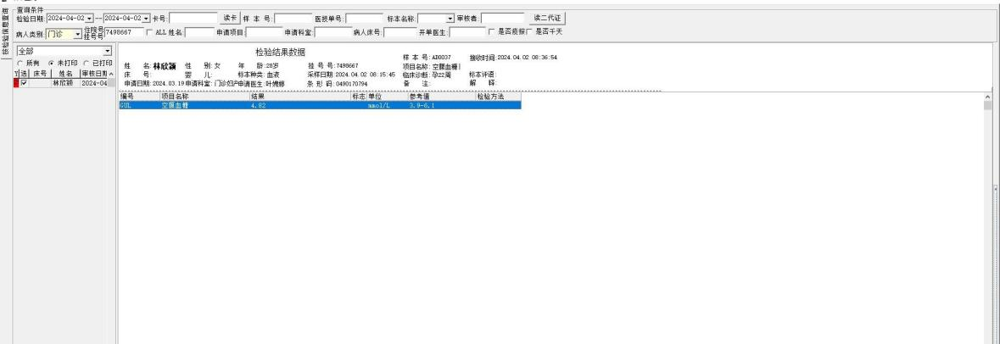 查询条件
检验日期: 2024-04-02 -- 2024-04-02 卡号: 读卡 样 本 号: 医技单号: 标本名称: 审核者: 读二代证
病人类别: 门诊 住院号 挂号号 7498667 ALL 姓名: 申请项目: 申请科室: 病人床号: 开单医生: 是否疫报 是否千天
按检验信息查询
全部
所有 未打印 已打印
选 床号 姓名 审核日期
林欣颖 2024-04
检验结果数据
样 本 号: AD0037 接收时间: 2024.04.02 08:36:54
姓 名: 林欣颖 性 别: 女 年 龄: 28岁 挂 号 号: 7498667 项目名称: 空腹血糖
床 号: 婴 儿: 标本种类: 血液 采样日期: 2024.04.02 08:15:45 临床诊断: 孕22周 标本评语:
申请日期: 2024.03.19 申请科室: 门诊妇产 申请医生: 叶娉婷 条 形 码: 0490170794 备 注: 解 释:
编号 项目名称 结果 标志 单位 参考值 检验方法
GUL 空腹血糖 4.82 mmol/L 3.9-6.1